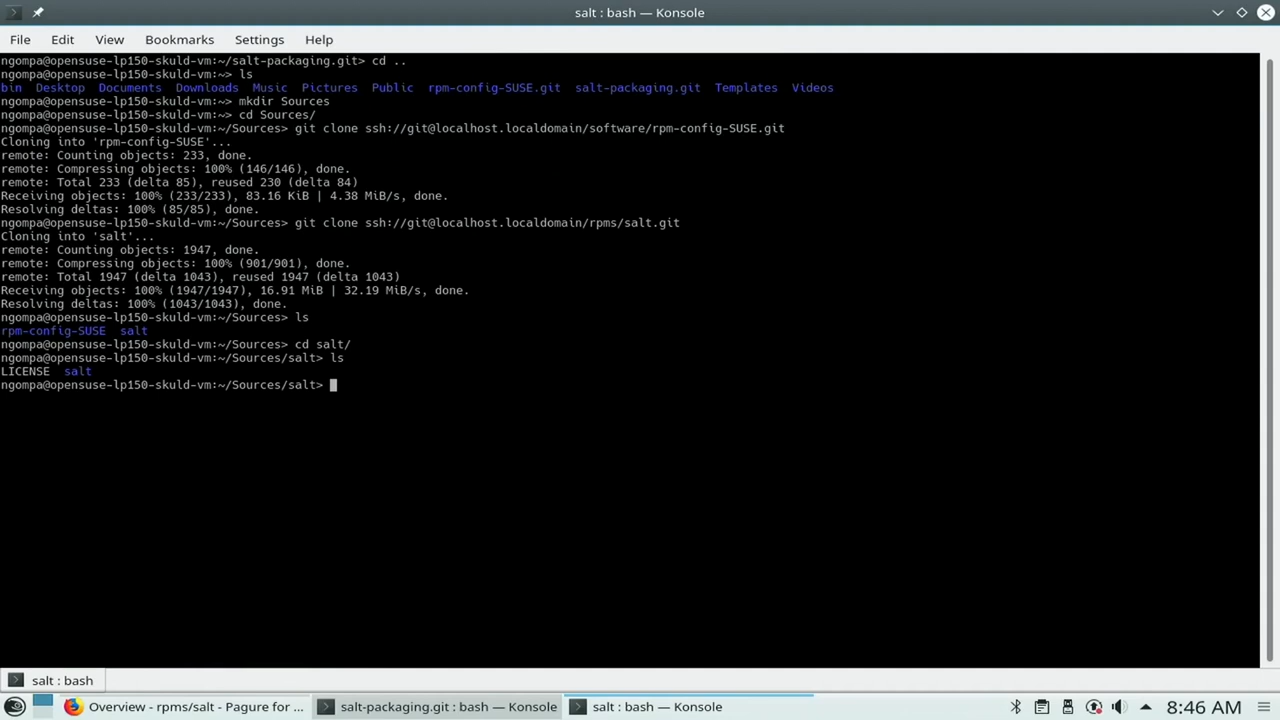 salt : bash — Konsole
File Edit View Bookmarks Settings Help
ngompa@opensuse-lp150-skuld-vm:~/salt-packaging.git> cd ..
ngompa@opensuse-lp150-skuld-vm:~> ls
bin Desktop Documents Downloads Music Pictures Public rpm-config-SUSE.git salt-packaging.git Templates Videos
ngompa@opensuse-lp150-skuld-vm:~> mkdir Sources
ngompa@opensuse-lp150-skuld-vm:~> cd Sources/
ngompa@opensuse-lp150-skuld-vm:~/Sources> git clone ssh://git@localhost.localdomain/software/rpm-config-SUSE.git
Cloning into 'rpm-config-SUSE'...
remote: Counting objects: 233, done.
remote: Compressing objects: 100% (146/146), done.
remote: Total 233 (delta 85), reused 230 (delta 84)
Receiving objects: 100% (233/233), 83.16 KiB | 4.38 MiB/s, done.
Resolving deltas: 100% (85/85), done.
ngompa@opensuse-lp150-skuld-vm:~/Sources> git clone ssh://git@localhost.localdomain/rpms/salt.git
Cloning into 'salt'...
remote: Counting objects: 1947, done.
remote: Compressing objects: 100% (901/901), done.
remote: Total 1947 (delta 1043), reused 1947 (delta 1043)
Receiving objects: 100% (1947/1947), 16.91 MiB | 32.19 MiB/s, done.
Resolving deltas: 100% (1043/1043), done.
ngompa@opensuse-lp150-skuld-vm:~/Sources> ls
rpm-config-SUSE salt
ngompa@opensuse-lp150-skuld-vm:~/Sources> cd salt/
ngompa@opensuse-lp150-skuld-vm:~/Sources/salt> ls
LICENSE salt
ngompa@opensuse-lp150-skuld-vm:~/Sources/salt>
salt : bash
Overview - rpms/salt - Pagure for ... salt-packaging.git : bash — Konsole salt : bash — Konsole 8:46 AM